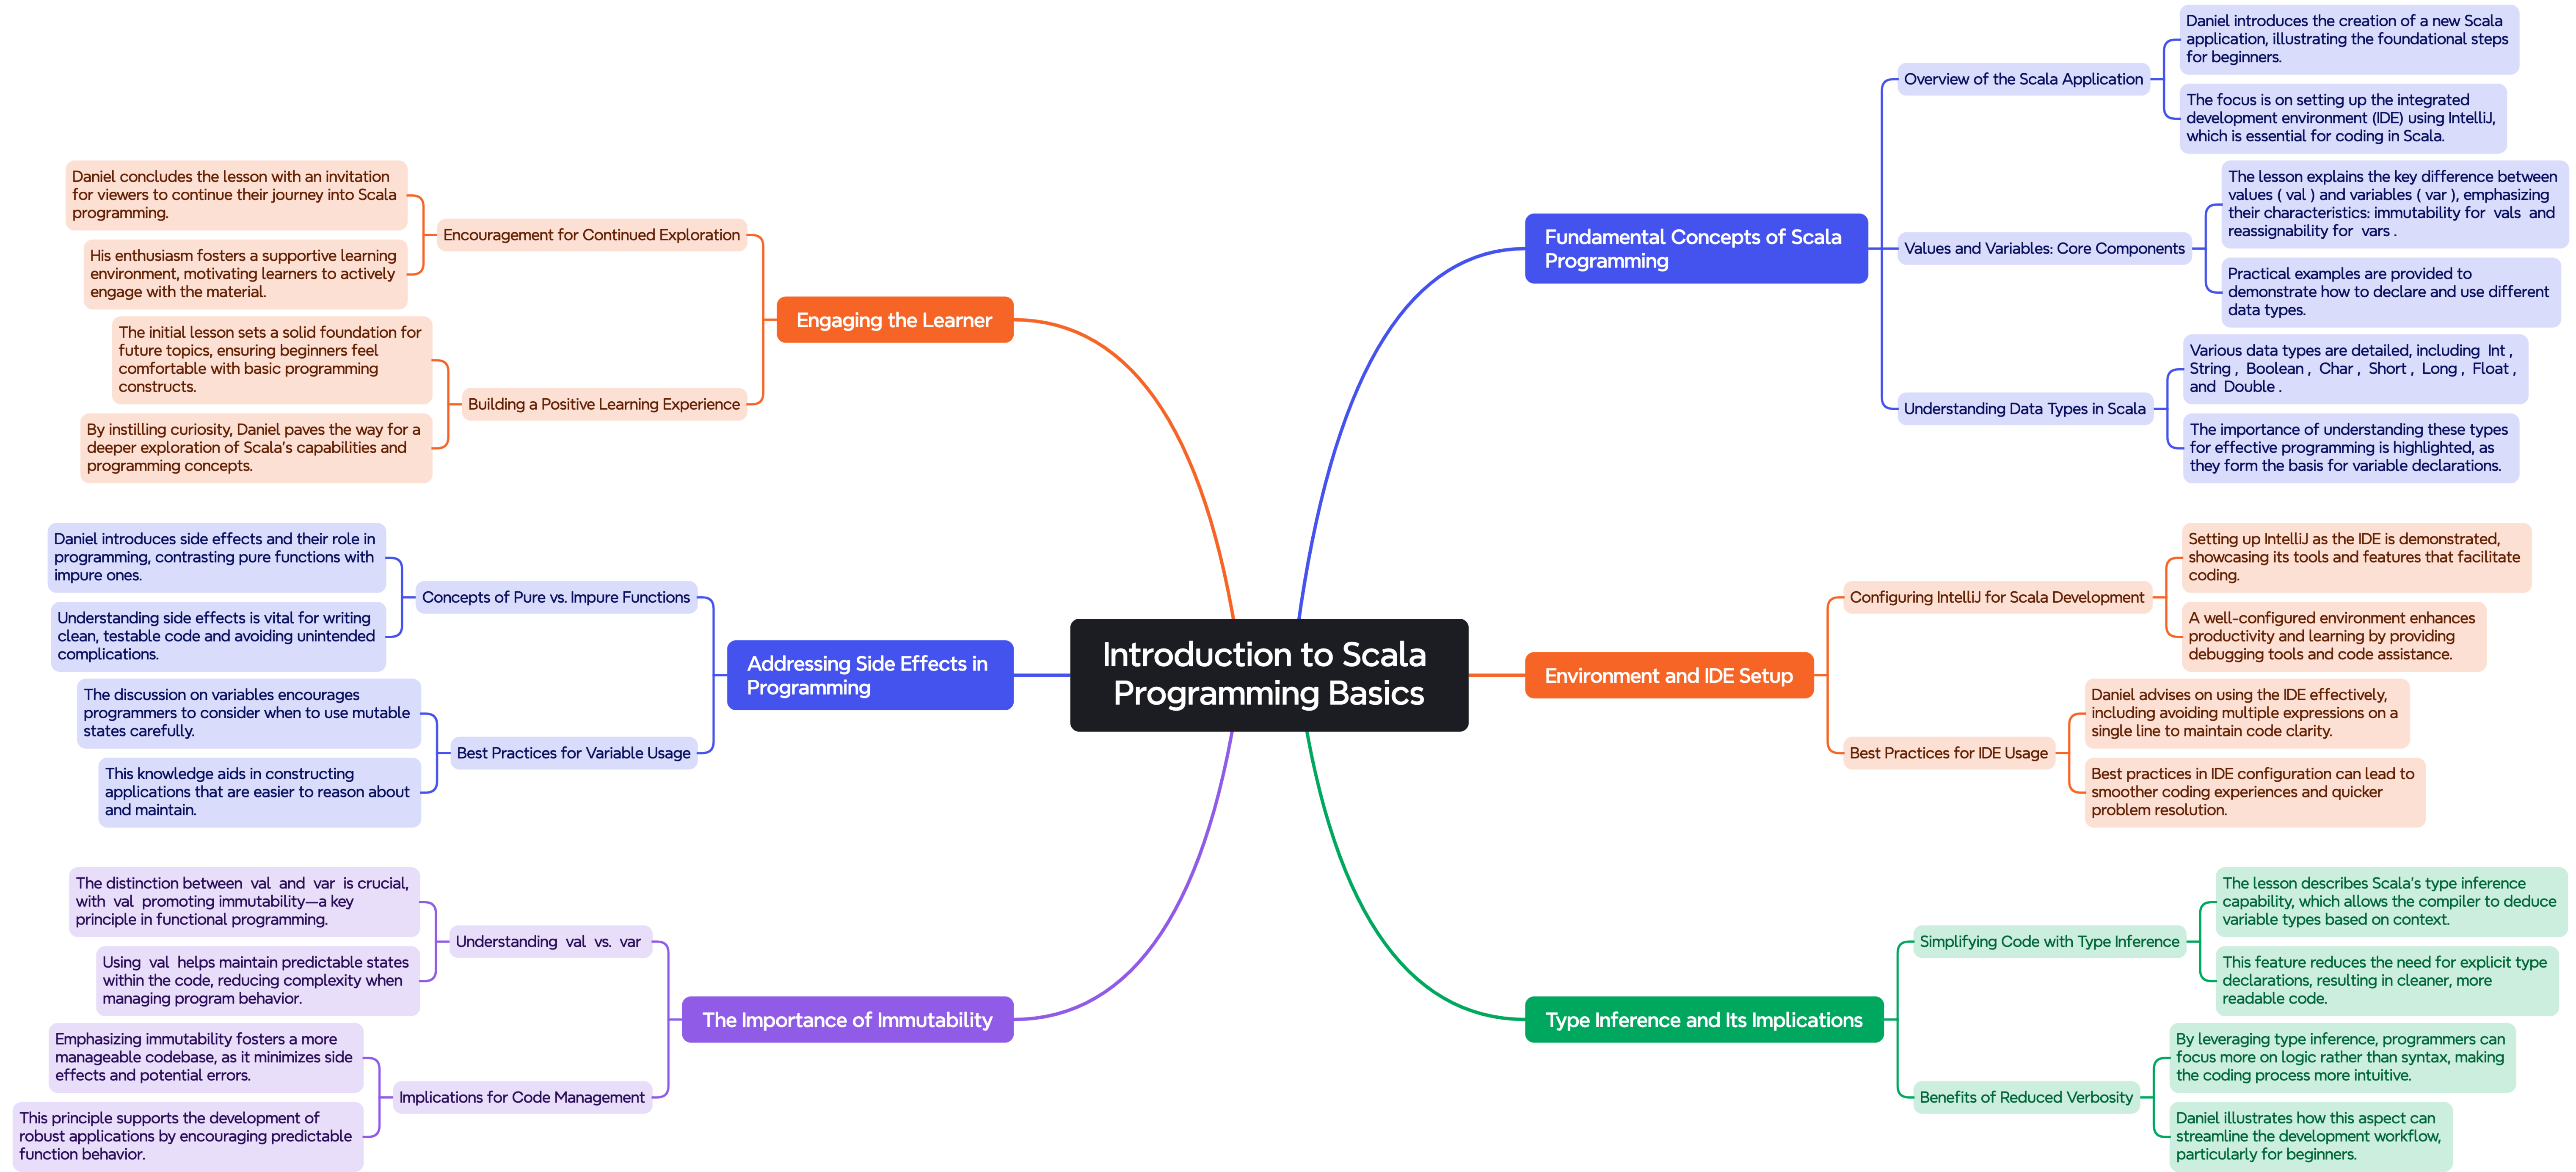 Introduction to Scala
Programming Basics
Fundamental Concepts of Scala
Programming
Overview of the Scala Application
Daniel introduces the creation of a new Scala
application, illustrating the foundational steps
for beginners.
The focus is on setting up the integrated
development environment (IDE) using IntelliJ,
which is essential for coding in Scala.
Values and Variables: Core Components
The lesson explains the key difference between
values ( val ) and variables ( var ), emphasizing
their characteristics: immutability for vals and
reassignability for vars .
Practical examples are provided to
demonstrate how to declare and use different
data types.
Understanding Data Types in Scala
Various data types are detailed, including Int ,
String , Boolean , Char , Short , Long , Float ,
and Double .
The importance of understanding these types
for effective programming is highlighted, as
they form the basis for variable declarations.
Environment and IDE Setup
Configuring IntelliJ for Scala Development
Setting up IntelliJ as the IDE is demonstrated,
showcasing its tools and features that facilitate
coding.
A well-configured environment enhances
productivity and learning by providing
debugging tools and code assistance.
Best Practices for IDE Usage
Daniel advises on using the IDE effectively,
including avoiding multiple expressions on a
single line to maintain code clarity.
Best practices in IDE configuration can lead to
smoother coding experiences and quicker
problem resolution.
Type Inference and Its Implications
Simplifying Code with Type Inference
The lesson describes Scala's type inference
capability, which allows the compiler to deduce
variable types based on context.
This feature reduces the need for explicit type
declarations, resulting in cleaner, more
readable code.
Benefits of Reduced Verbosity
By leveraging type inference, programmers can
focus more on logic rather than syntax, making
the coding process more intuitive.
Daniel illustrates how this aspect can
streamline the development workflow,
particularly for beginners.
Engaging the Learner
Encouragement for Continued Exploration
Daniel concludes the lesson with an invitation
for viewers to continue their journey into Scala
programming.
His enthusiasm fosters a supportive learning
environment, motivating learners to actively
engage with the material.
Building a Positive Learning Experience
The initial lesson sets a solid foundation for
future topics, ensuring beginners feel
comfortable with basic programming
constructs.
By instilling curiosity, Daniel paves the way for a
deeper exploration of Scala's capabilities and
programming concepts.
Addressing Side Effects in
Programming
Concepts of Pure vs. Impure Functions
Daniel introduces side effects and their role in
programming, contrasting pure functions with
impure ones.
Understanding side effects is vital for writing
clean, testable code and avoiding unintended
complications.
Best Practices for Variable Usage
The discussion on variables encourages
programmers to consider when to use mutable
states carefully.
This knowledge aids in constructing
applications that are easier to reason about
and maintain.
The Importance of Immutability
Understanding val vs. var
The distinction between val and var is crucial,
with val promoting immutability—a key
principle in functional programming.
Using val helps maintain predictable states
within the code, reducing complexity when
managing program behavior.
Implications for Code Management
Emphasizing immutability fosters a more
manageable codebase, as it minimizes side
effects and potential errors.
This principle supports the development of
robust applications by encouraging predictable
function behavior.